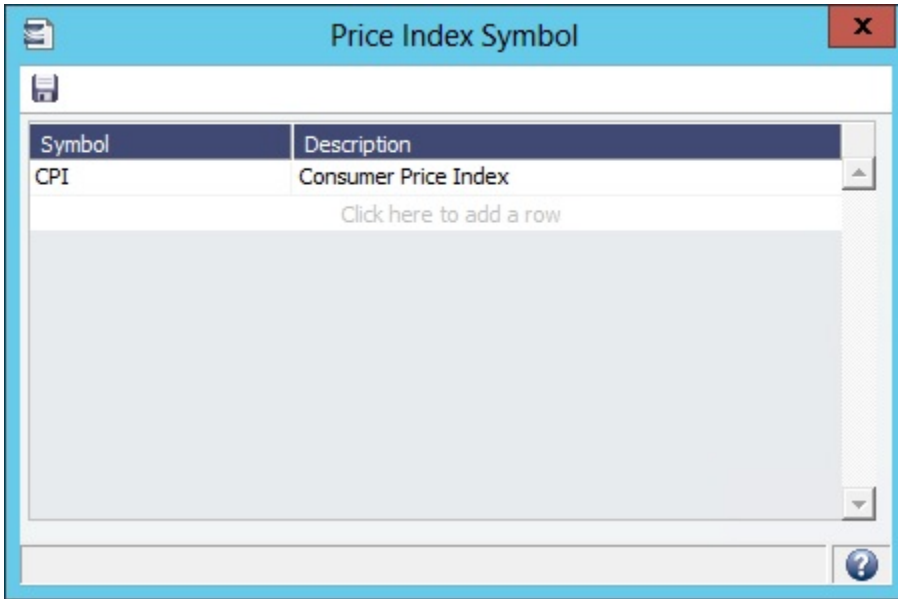 Price Index Symbol
x
Symbol Description
CPI Consumer Price Index
Click here to add a row
?